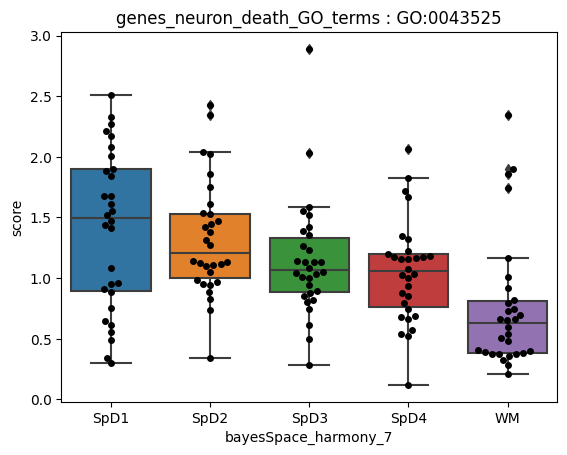 genes_neuron_death_GO_terms : GO:0043525
3.0
2.5
2.0
1.5
1.0
0.5
0.0
score
SpD1 SpD2 SpD3 SpD4 WM
bayesSpace_harmony_7